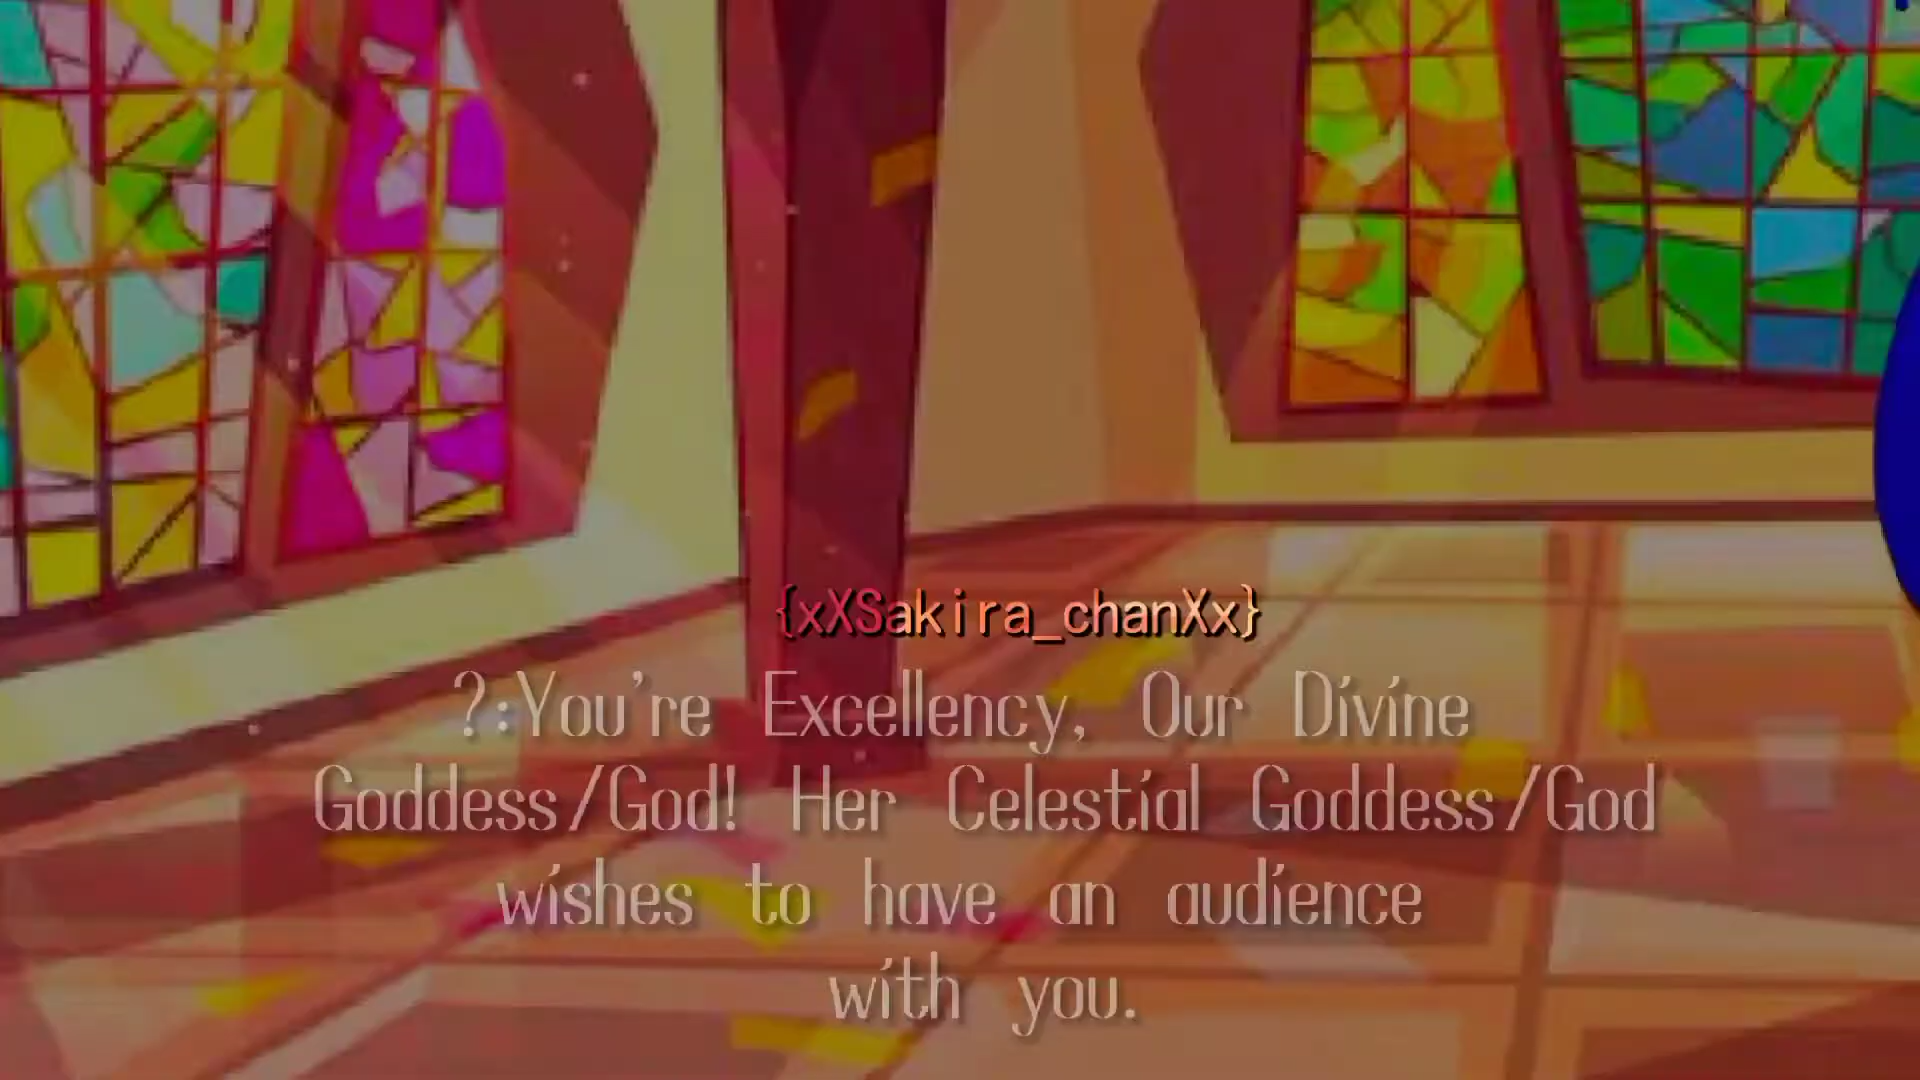 {xXSakira_chanXx}
?:You're Excellency, Our Divine
Goddess/God! Her Celestial Goddess/God
wishes to have an audience
with you.